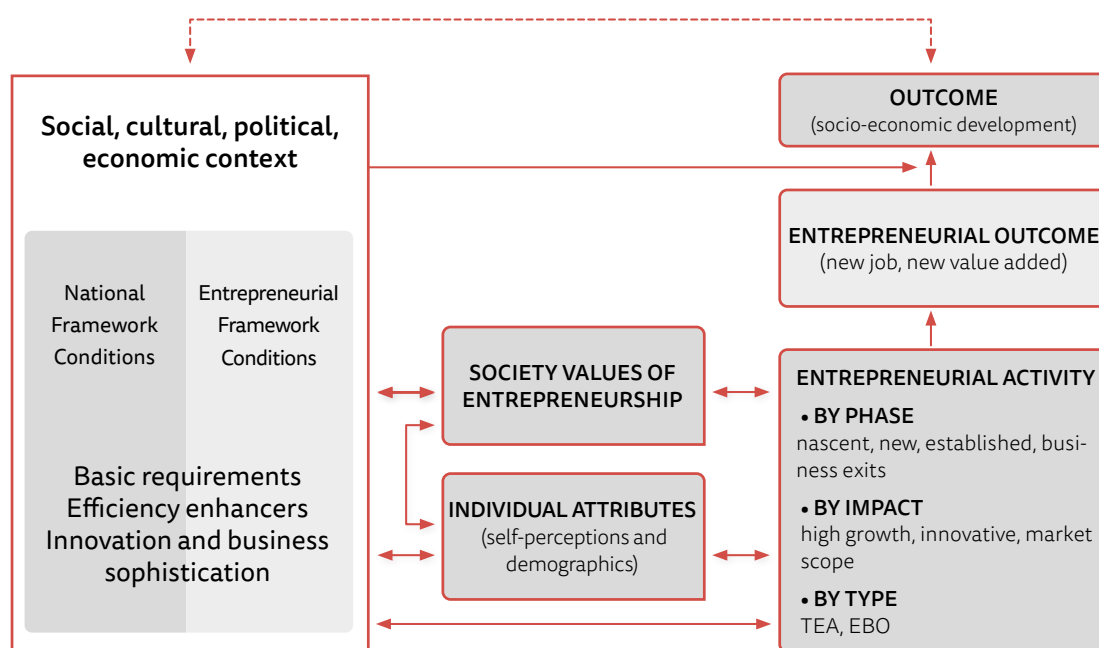 Social, cultural, political,
economic context
National
Framework
Conditions
Entrepreneurial
Framework
Conditions
Basic requirements
Efficiency enhancers
Innovation and business
sophistication
SOCIETY VALUES OF
ENTREPRENEURSHIP
INDIVIDUAL ATTRIBUTES
(self-perceptions and
demographics)
OUTCOME
(socio-economic development)
ENTREPRENEURIAL OUTCOME
(new job, new value added)
ENTREPRENEURIAL ACTIVITY
• BY PHASE
nascent, new, established, busi-
ness exits
• BY IMPACT
high growth, innovative, market
scope
• BY TYPE
TEA, EBO